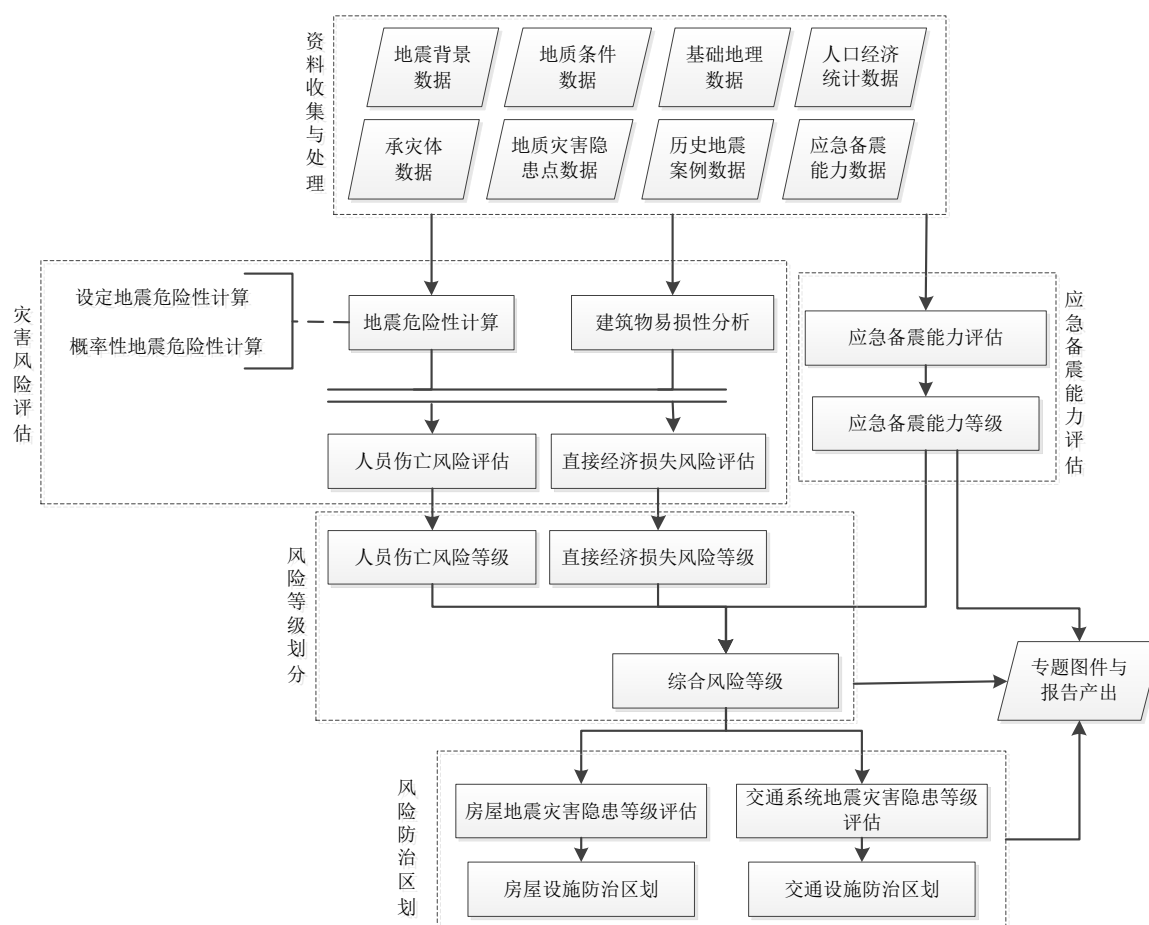 资料收集与处理
地震背景
数据
地质条件
数据
基础地理
数据
人口经济
统计数据
承灾体
数据
地质灾害隐
患点数据
历史地震
案例数据
应急备震
能力数据
灾害风险评估
设定地震危险性计算
概率性地震危险性计算
地震危险性计算
建筑物易损性分析
人员伤亡风险评估
直接经济损失风险评估
应急备震能力评估
应急备震能力等级
应急备震能力评估
风险等级划分
人员伤亡风险等级
直接经济损失风险等级
综合风险等级
专题图件与
报告产出
风险防治区划
房屋地震灾害隐患等级评估
交通系统地震灾害隐患等级
评估
房屋设施防治区划
交通设施防治区划